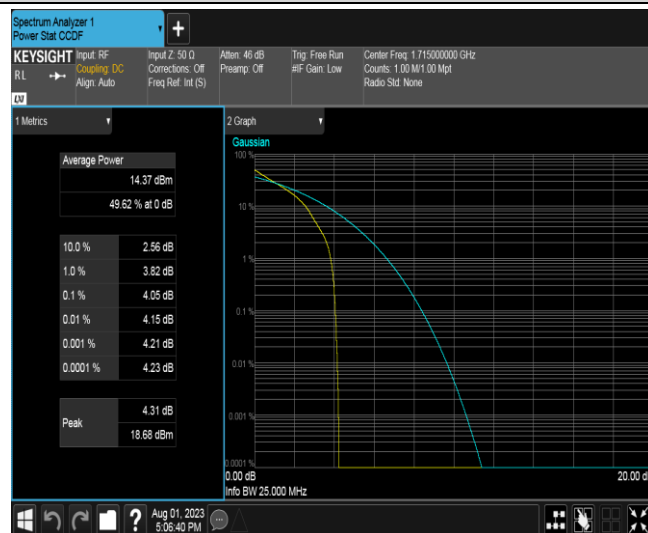 Spectrum Analyzer 1
Power Stat CCDF
+
KEYSIGHT
RL
LXI
Input: RF
Coupling: DC
Align: Auto
Input Z: 50 Ω
Corrections: Off
Freq Ref: Int (S)
Atten: 46 dB
Preamp: Off
Trig: Free Run
#IF Gain: Low
Center Freq: 1.715000000 GHz
Counts: 1.00 M/1.00 Mpt
Radio Std: None
1 Metrics
Average Power
14.37 dBm
49.62 % at 0 dB
10.0 % 2.56 dB
1.0 % 3.82 dB
0.1 % 4.05 dB
0.01 % 4.15 dB
0.001 % 4.21 dB
0.0001 % 4.23 dB
Peak
4.31 dB
18.68 dBm
2 Graph
Gaussian
100 %
10 %
1 %
0.1 %
0.01 %
0.001 %
0.0001 %
0.00 dB
20.00 d
Info BW 25.000 MHz
?
Aug 01, 2023
5:06:40 PM